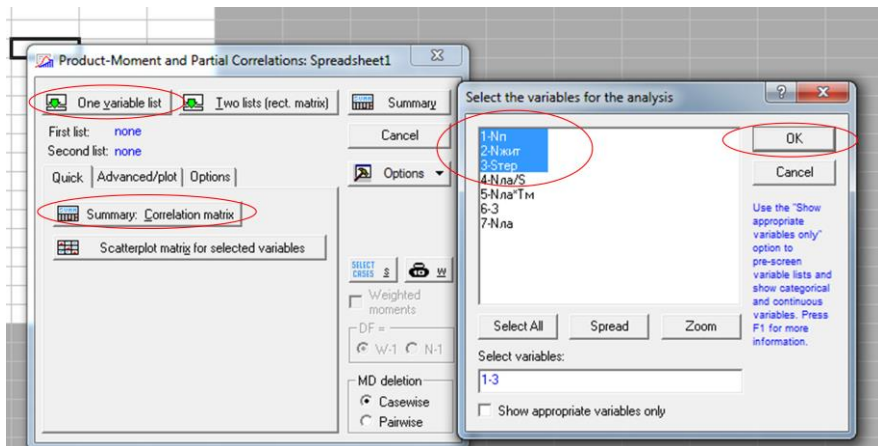 Product-Moment and Partial Correlations: Spreadsheet1
One variable list
Two lists (rect. matrix)
Summary
First list: none
Second list: none
Cancel
Quick
Advanced/plot
Options
Options
Summary: Correlation matrix
Scatterplot matrix for selected variables
SELECT CASES S
W
Weighted moments
DF =
W-1
N-1
MD deletion
Casewise
Pairwise
Select the variables for the analysis
1-Nп
2-Nжит
3-Sтер
4-Nла/S
5-Nла*Tм
6-З
7-Nла
OK
Cancel
Use the "Show
appropriate
variables only"
option to
pre-screen
variable lists and
show categorical
and continuous
variables. Press
F1 for more
information.
Select All
Spread
Zoom
Select variables:
1-3
Show appropriate variables only